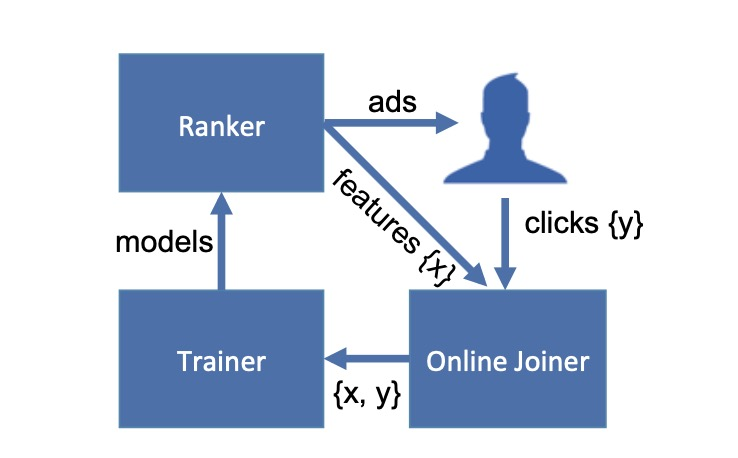 Ranker
ads
features {x}
clicks {y}
models
Trainer
Online Joiner
{x, y}